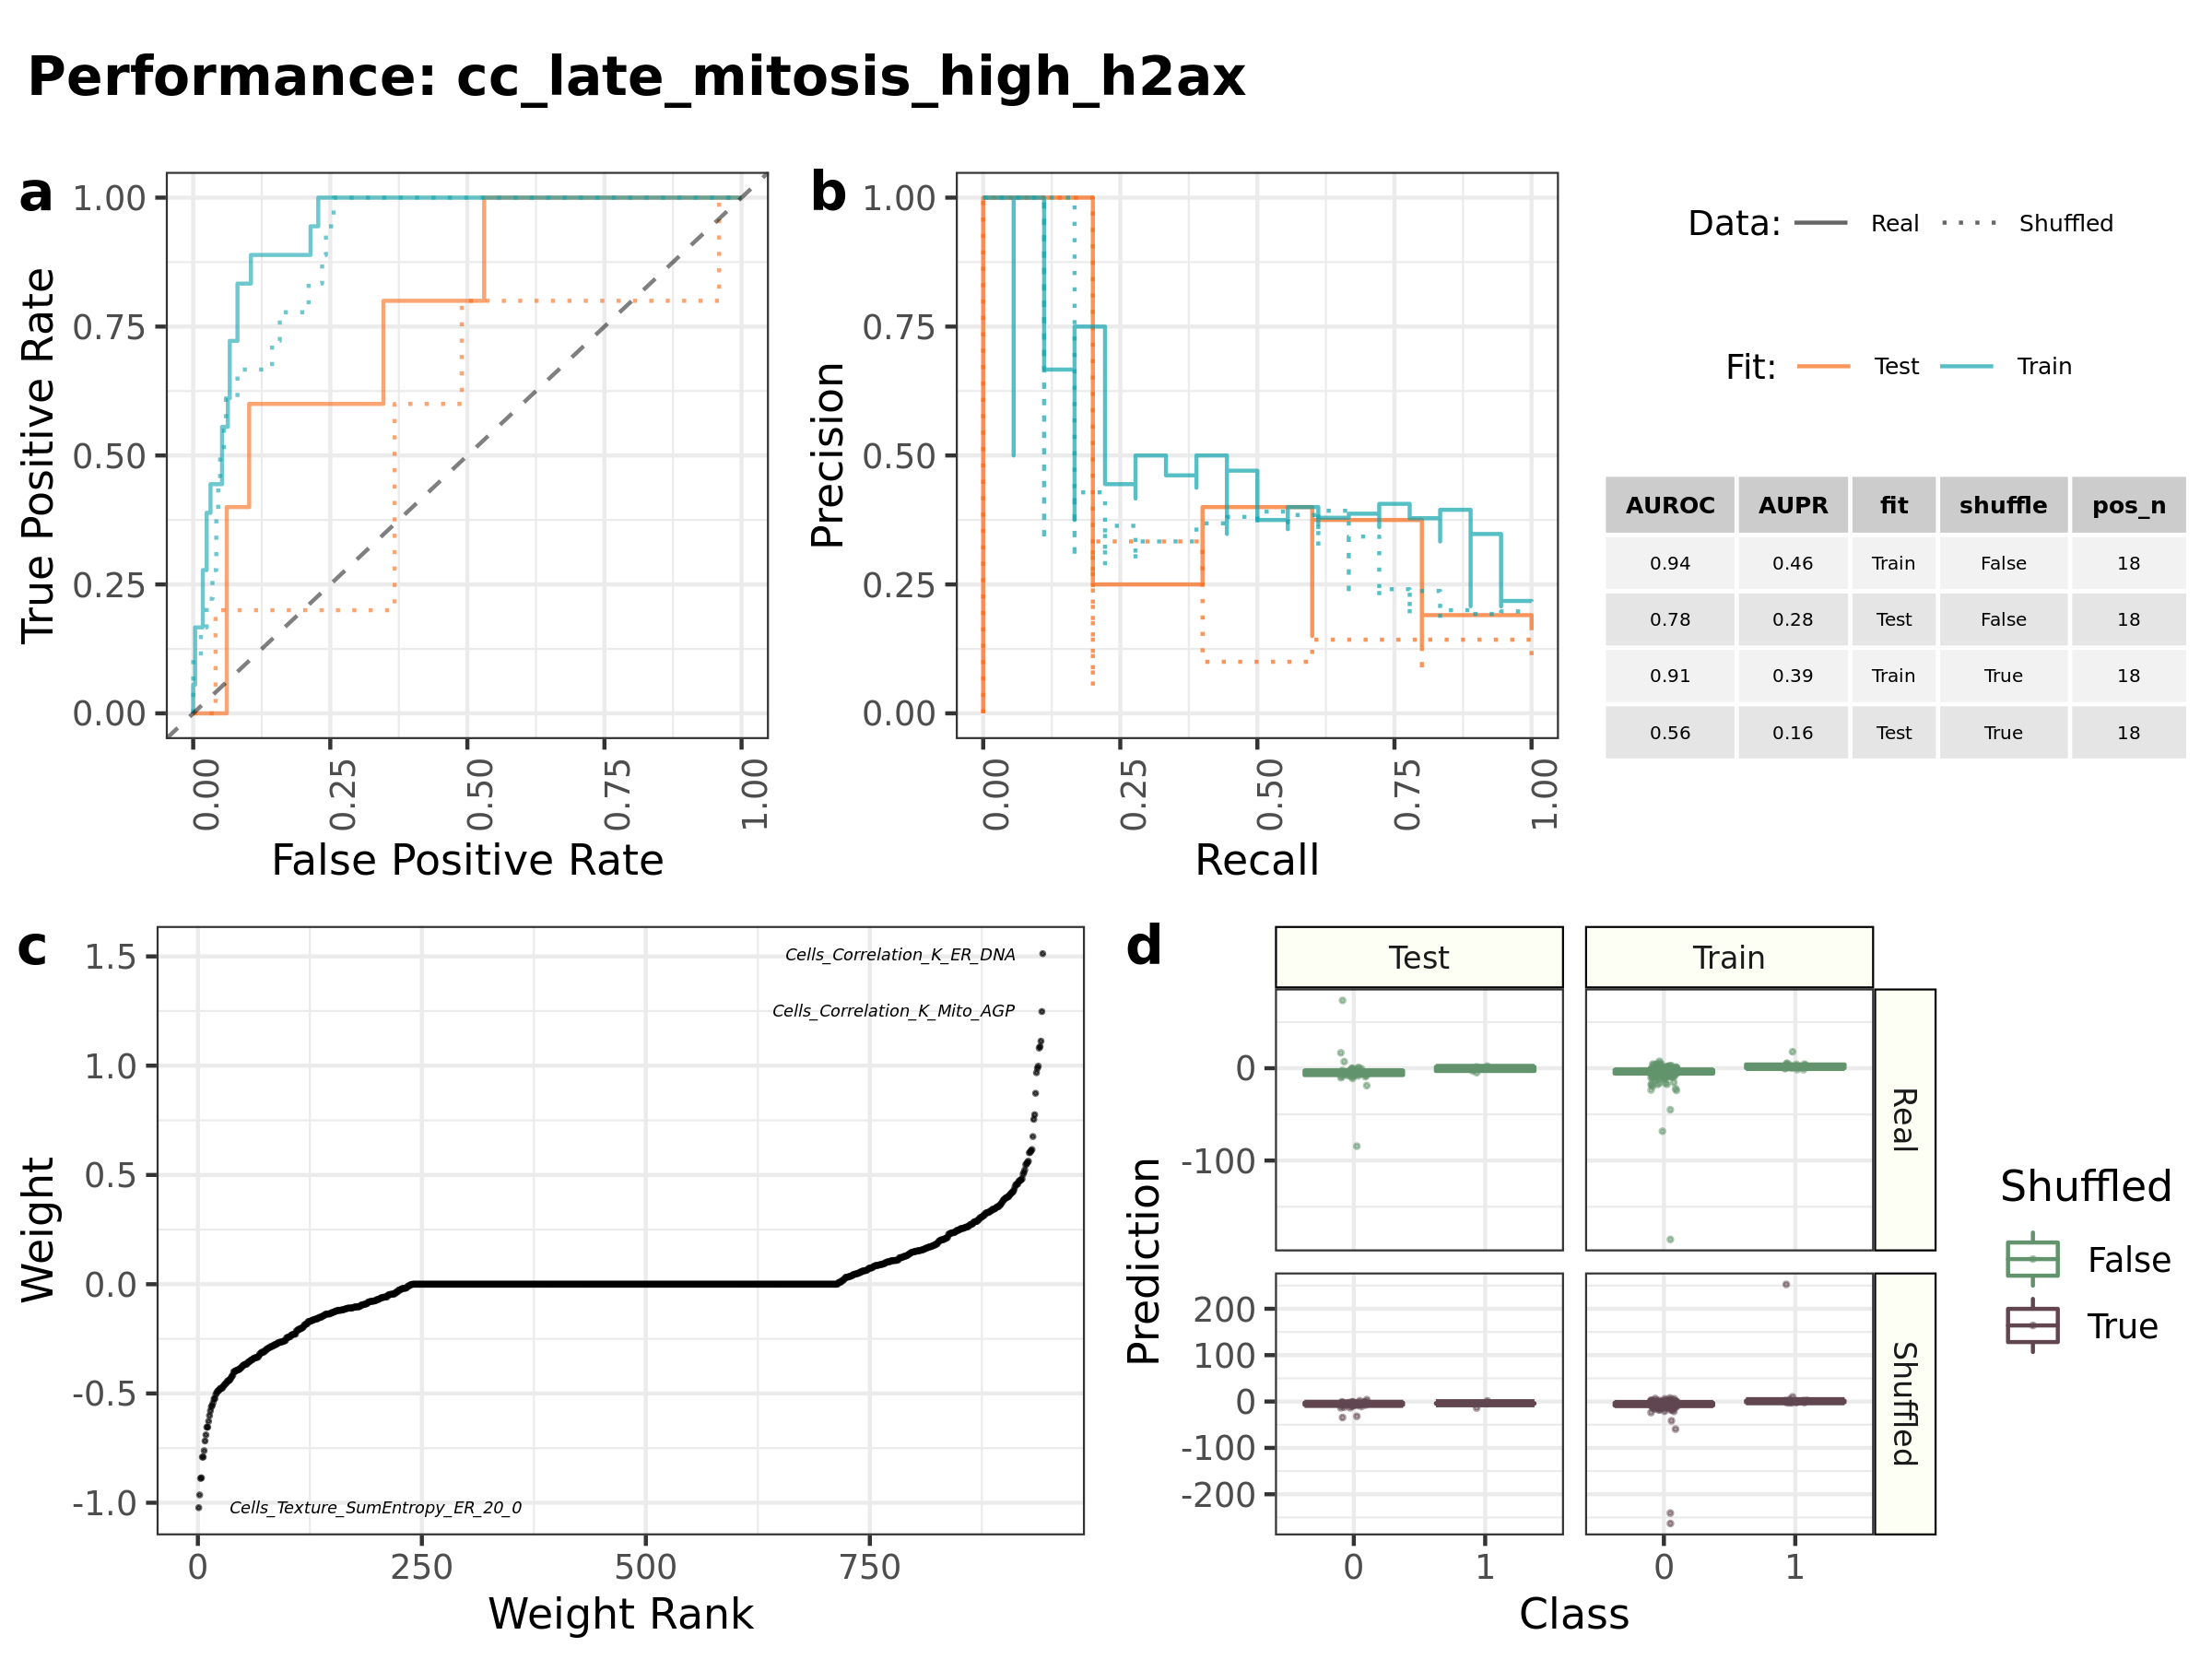 Performance: cc_late_mitosis_high_h2ax
a
1.00
0.75
0.50
0.25
0.00
True Positive Rate
0.00 0.25 0.50 0.75 1.00
False Positive Rate
b
1.00
0.75
0.50
0.25
0.00
Precision
0.00 0.25 0.50 0.75 1.00
Recall
Data: Real Shuffled
Fit: Test Train
AUROC AUPR fit shuffle pos_n
0.94 0.46 Train False 18
0.78 0.28 Test False 18
0.91 0.39 Train True 18
0.56 0.16 Test True 18
c
1.5
1.0
0.5
0.0
-0.5
-1.0
Weight
Cells_Correlation_K_ER_DNA
Cells_Correlation_K_Mito_AGP
Cells_Texture_SumEntropy_ER_20_0
0 250 500 750
Weight Rank
d
Test Train
0
-100
Real
200
100
0
-100
-200
Shuffled
Prediction
0 1 0 1
Class
Shuffled
False
True